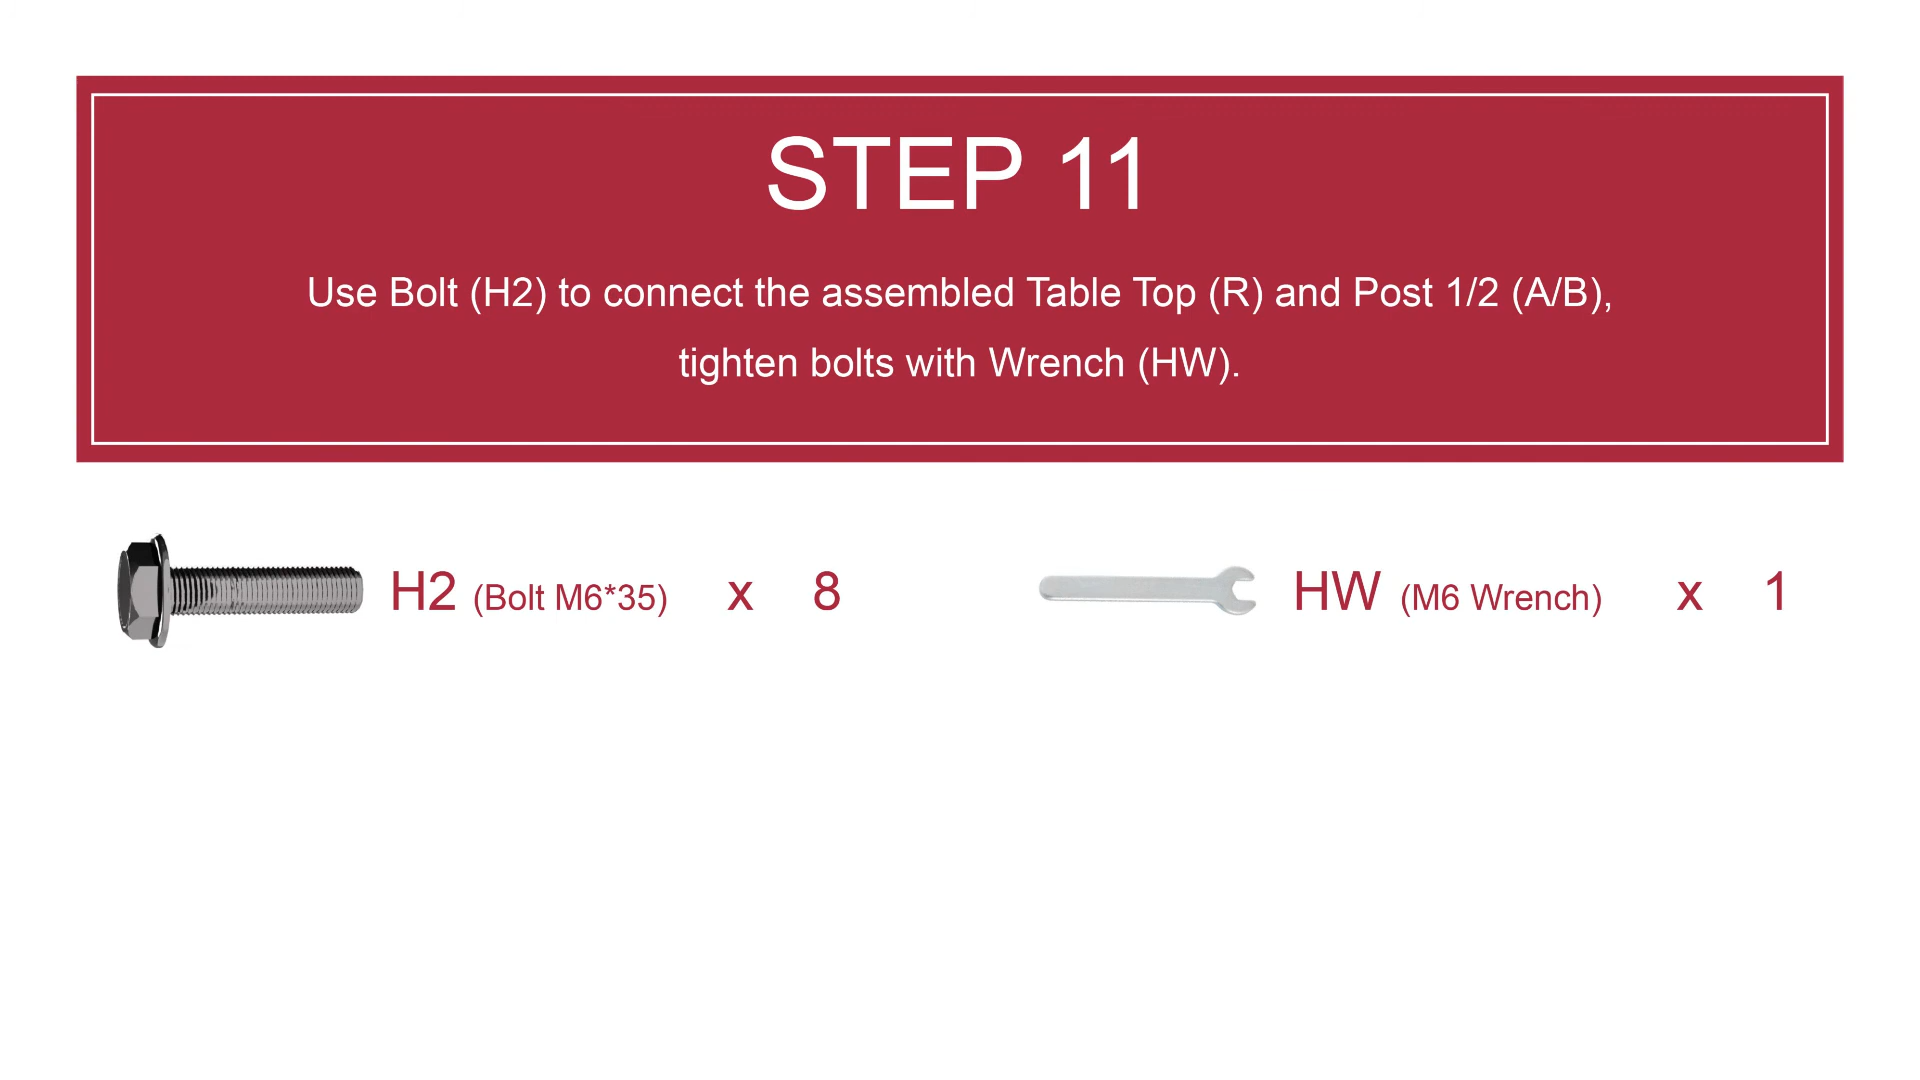 STEP 11
Use Bolt (H2) to connect the assembled Table Top (R) and Post 1/2 (A/B),
tighten bolts with Wrench (HW).
H2 (Bolt M6*35) x 8
HW (M6 Wrench) x 1